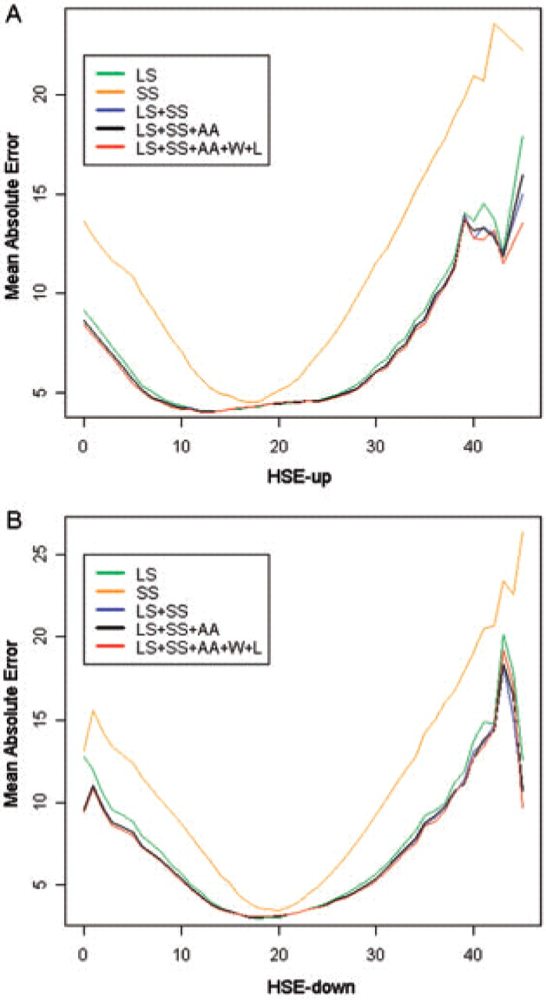 A
Mean Absolute Error
20
15
10
5
LS
SS
LS+SS
LS+SS+AA
LS+SS+AA+W+L
0 10 20 30 40
HSE-up
B
Mean Absolute Error
25
20
15
10
5
LS
SS
LS+SS
LS+SS+AA
LS+SS+AA+W+L
0 10 20 30 40
HSE-down